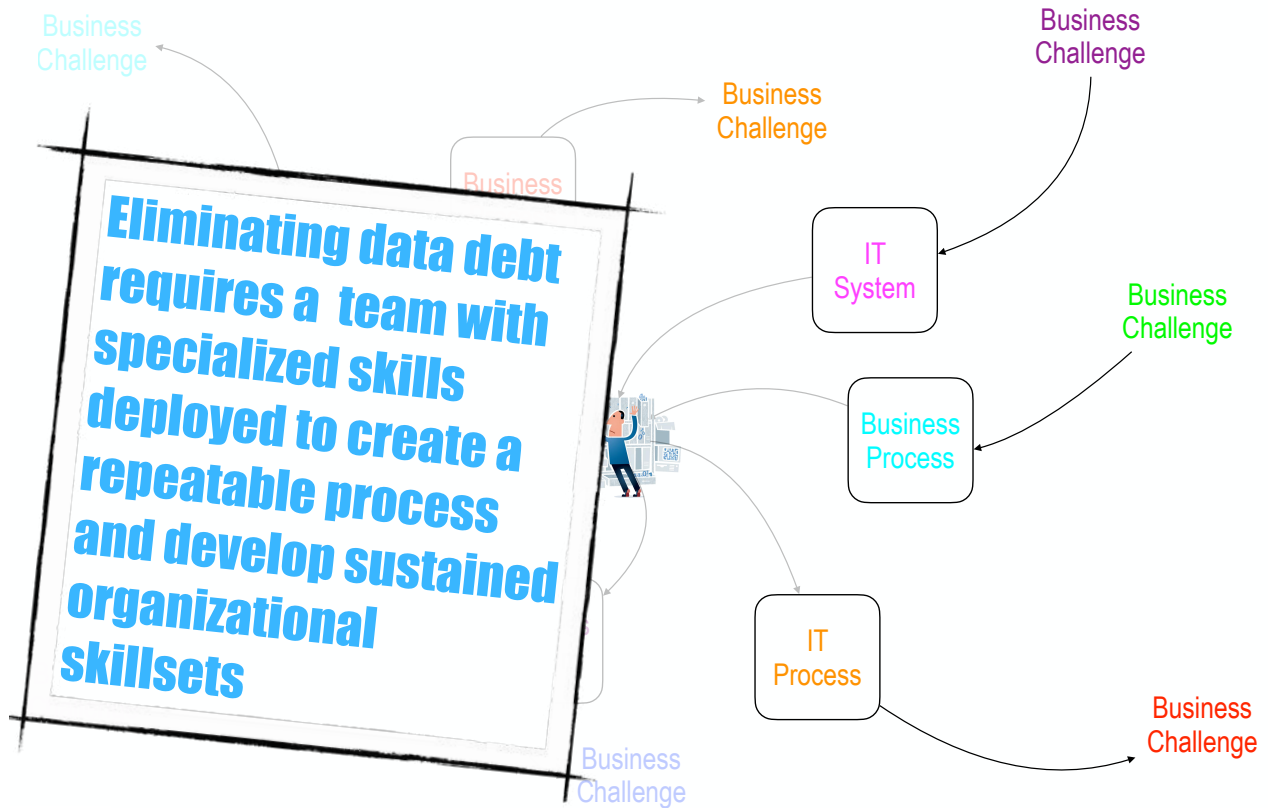 Business
Challenge
Business
Challenge
Business
Challenge
Business
Eliminating data debt
requires a  team with
specialized skills
deployed to create a
repeatable process
and develop sustained
organizational
skillsets
IT
System
Business
Challenge
Business
Process
IT
Process
Business
Challenge
Business
Challenge